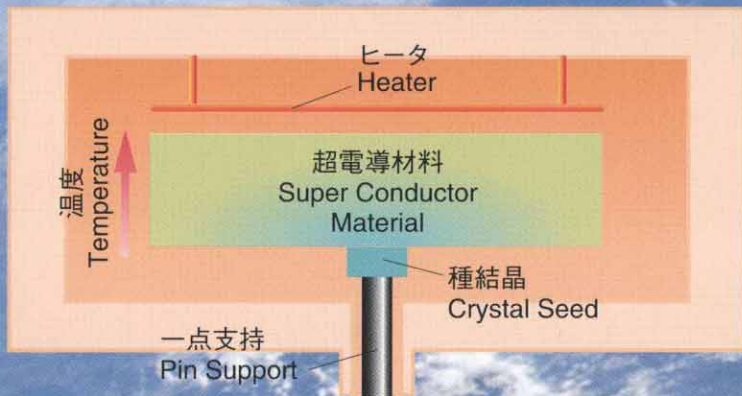 ヒータ
Heater
温度
Temperature
超電導材料
Super Conductor
Material
種結晶
Crystal Seed
一点支持
Pin Support